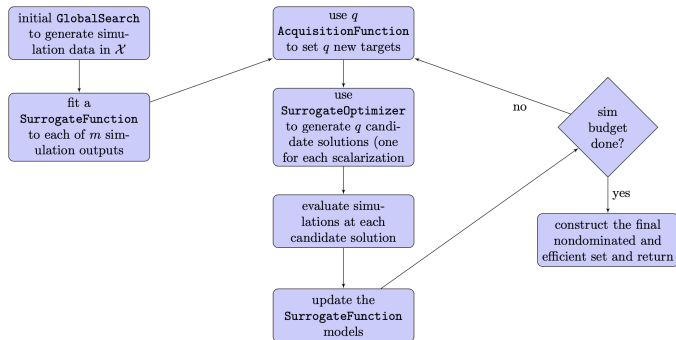 initial GlobalSearch
to generate simu-
lation data in 𝒳
fit a
SurrogateFunction
to each of m sim-
ulation outputs
use q
AcquisitionFunction
to set q new targets
use
SurrogateOptimizer
to generate q candi-
date solutions (one
for each scalarization
evaluate simu-
lations at each
candidate solution
update the
SurrogateFunction
models
no
sim
budget
done?
yes
construct the final
nondominated and
efficient set and return